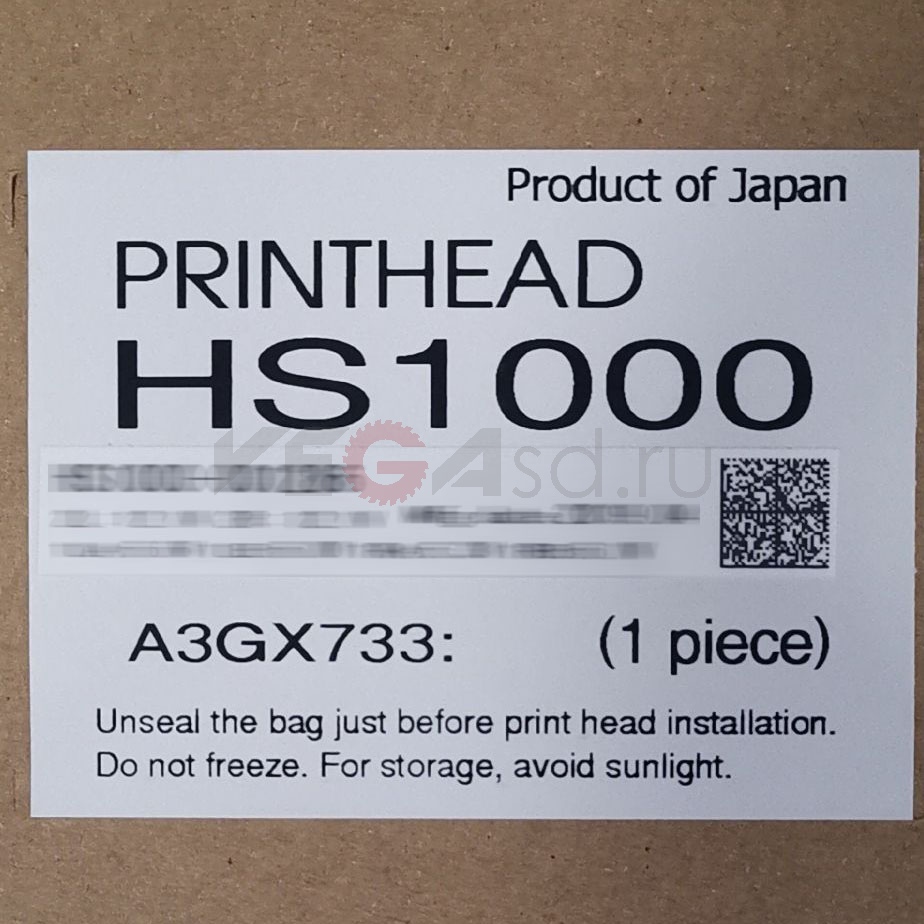 Product of Japan
PRINTHEAD
HS1000
VEGAsd.ru
A3GX733:
(1 piece)
Unseal the bag just before print head installation.
Do not freeze. For storage, avoid sunlight.